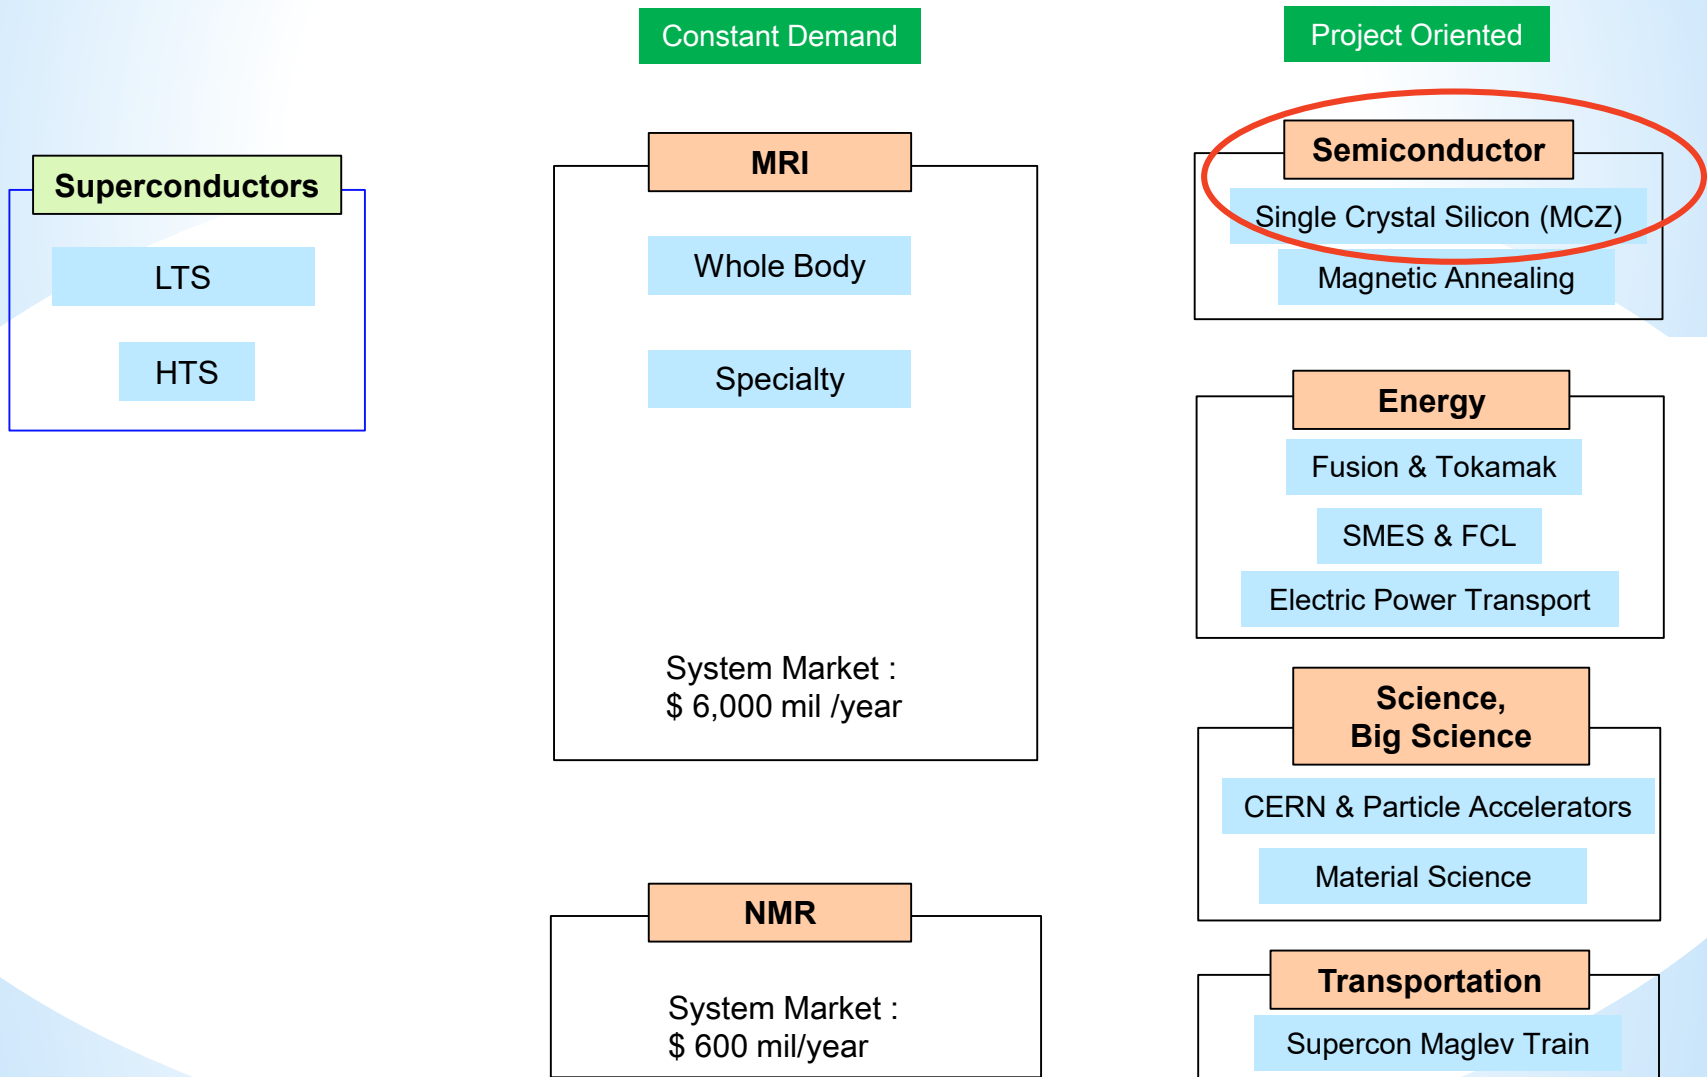 Constant Demand
Project Oriented
Superconductors
LTS
HTS
MRI
Whole Body
Specialty
System Market :
$ 6,000 mil /year
NMR
System Market :
$ 600 mil/year
Semiconductor
Single Crystal Silicon (MCZ)
Magnetic Annealing
Energy
Fusion & Tokamak
SMES & FCL
Electric Power Transport
Science,
Big Science
CERN & Particle Accelerators
Material Science
Transportation
Supercon Maglev Train